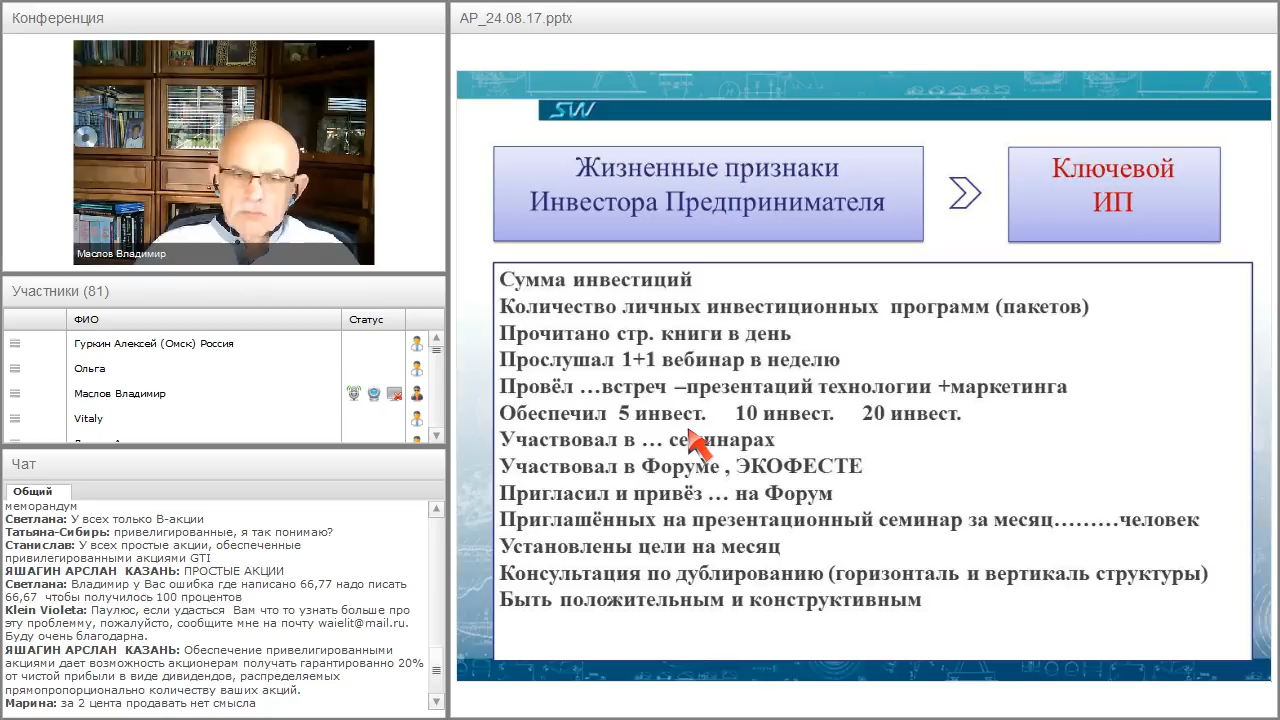 Конференция
Маслов Владимир
Участники (81)
ФИО
Статус
Гуркин Алексей (Омск) Россия
Ольга
Маслов Владимир
Vitaly
Чат
Общий
меморандум
Светлана: У всех только В-акции
Татьяна-Сибирь: привелигированные, я так понимаю?
Станислав: У всех простые акции, обеспеченные
привилегированными акциями GTI
ЯШАГИН АРСЛАН КАЗАНЬ: ПРОСТЫЕ АКЦИИ
Светлана: Владимир у Вас ошибка где написано 66,77 надо писать
66,67 чтобы получилось 100 процентов
Klein Violeta: Паулюс, если удасться Вам что то узнать больше про
эту проблемму, пожалуйсто, сообщите мне на почту waielit@mail.ru.
Буду очень благодарна.
ЯШАГИН АРСЛАН КАЗАНЬ: Обеспечение привелигированными
акциями дает возможность акционерам получать гарантированно 20%
от чистой прибыли в виде дивидендов, распределяемых
прямопропорционально количеству ваших акций.
Марина: за 2 цента продавать нет смысла
AP_24.08.17.pptx
SW
Жизненные признаки
Инвестора Предпринимателя
Ключевой
ИП
Сумма инвестиций
Количество личных инвестиционных программ (пакетов)
Прочитано стр. книги в день
Прослушал 1+1 вебинар в неделю
Провёл …встреч –презентаций технологии +маркетинга
Обеспечил 5 инвест. 10 инвест. 20 инвест.
Участвовал в … семинарах
Участвовал в Форуме , ЭКОФЕСТЕ
Пригласил и привёз … на Форум
Приглашённых на презентационный семинар за месяц………человек
Установлены цели на месяц
Консультация по дублированию (горизонталь и вертикаль структуры)
Быть положительным и конструктивным